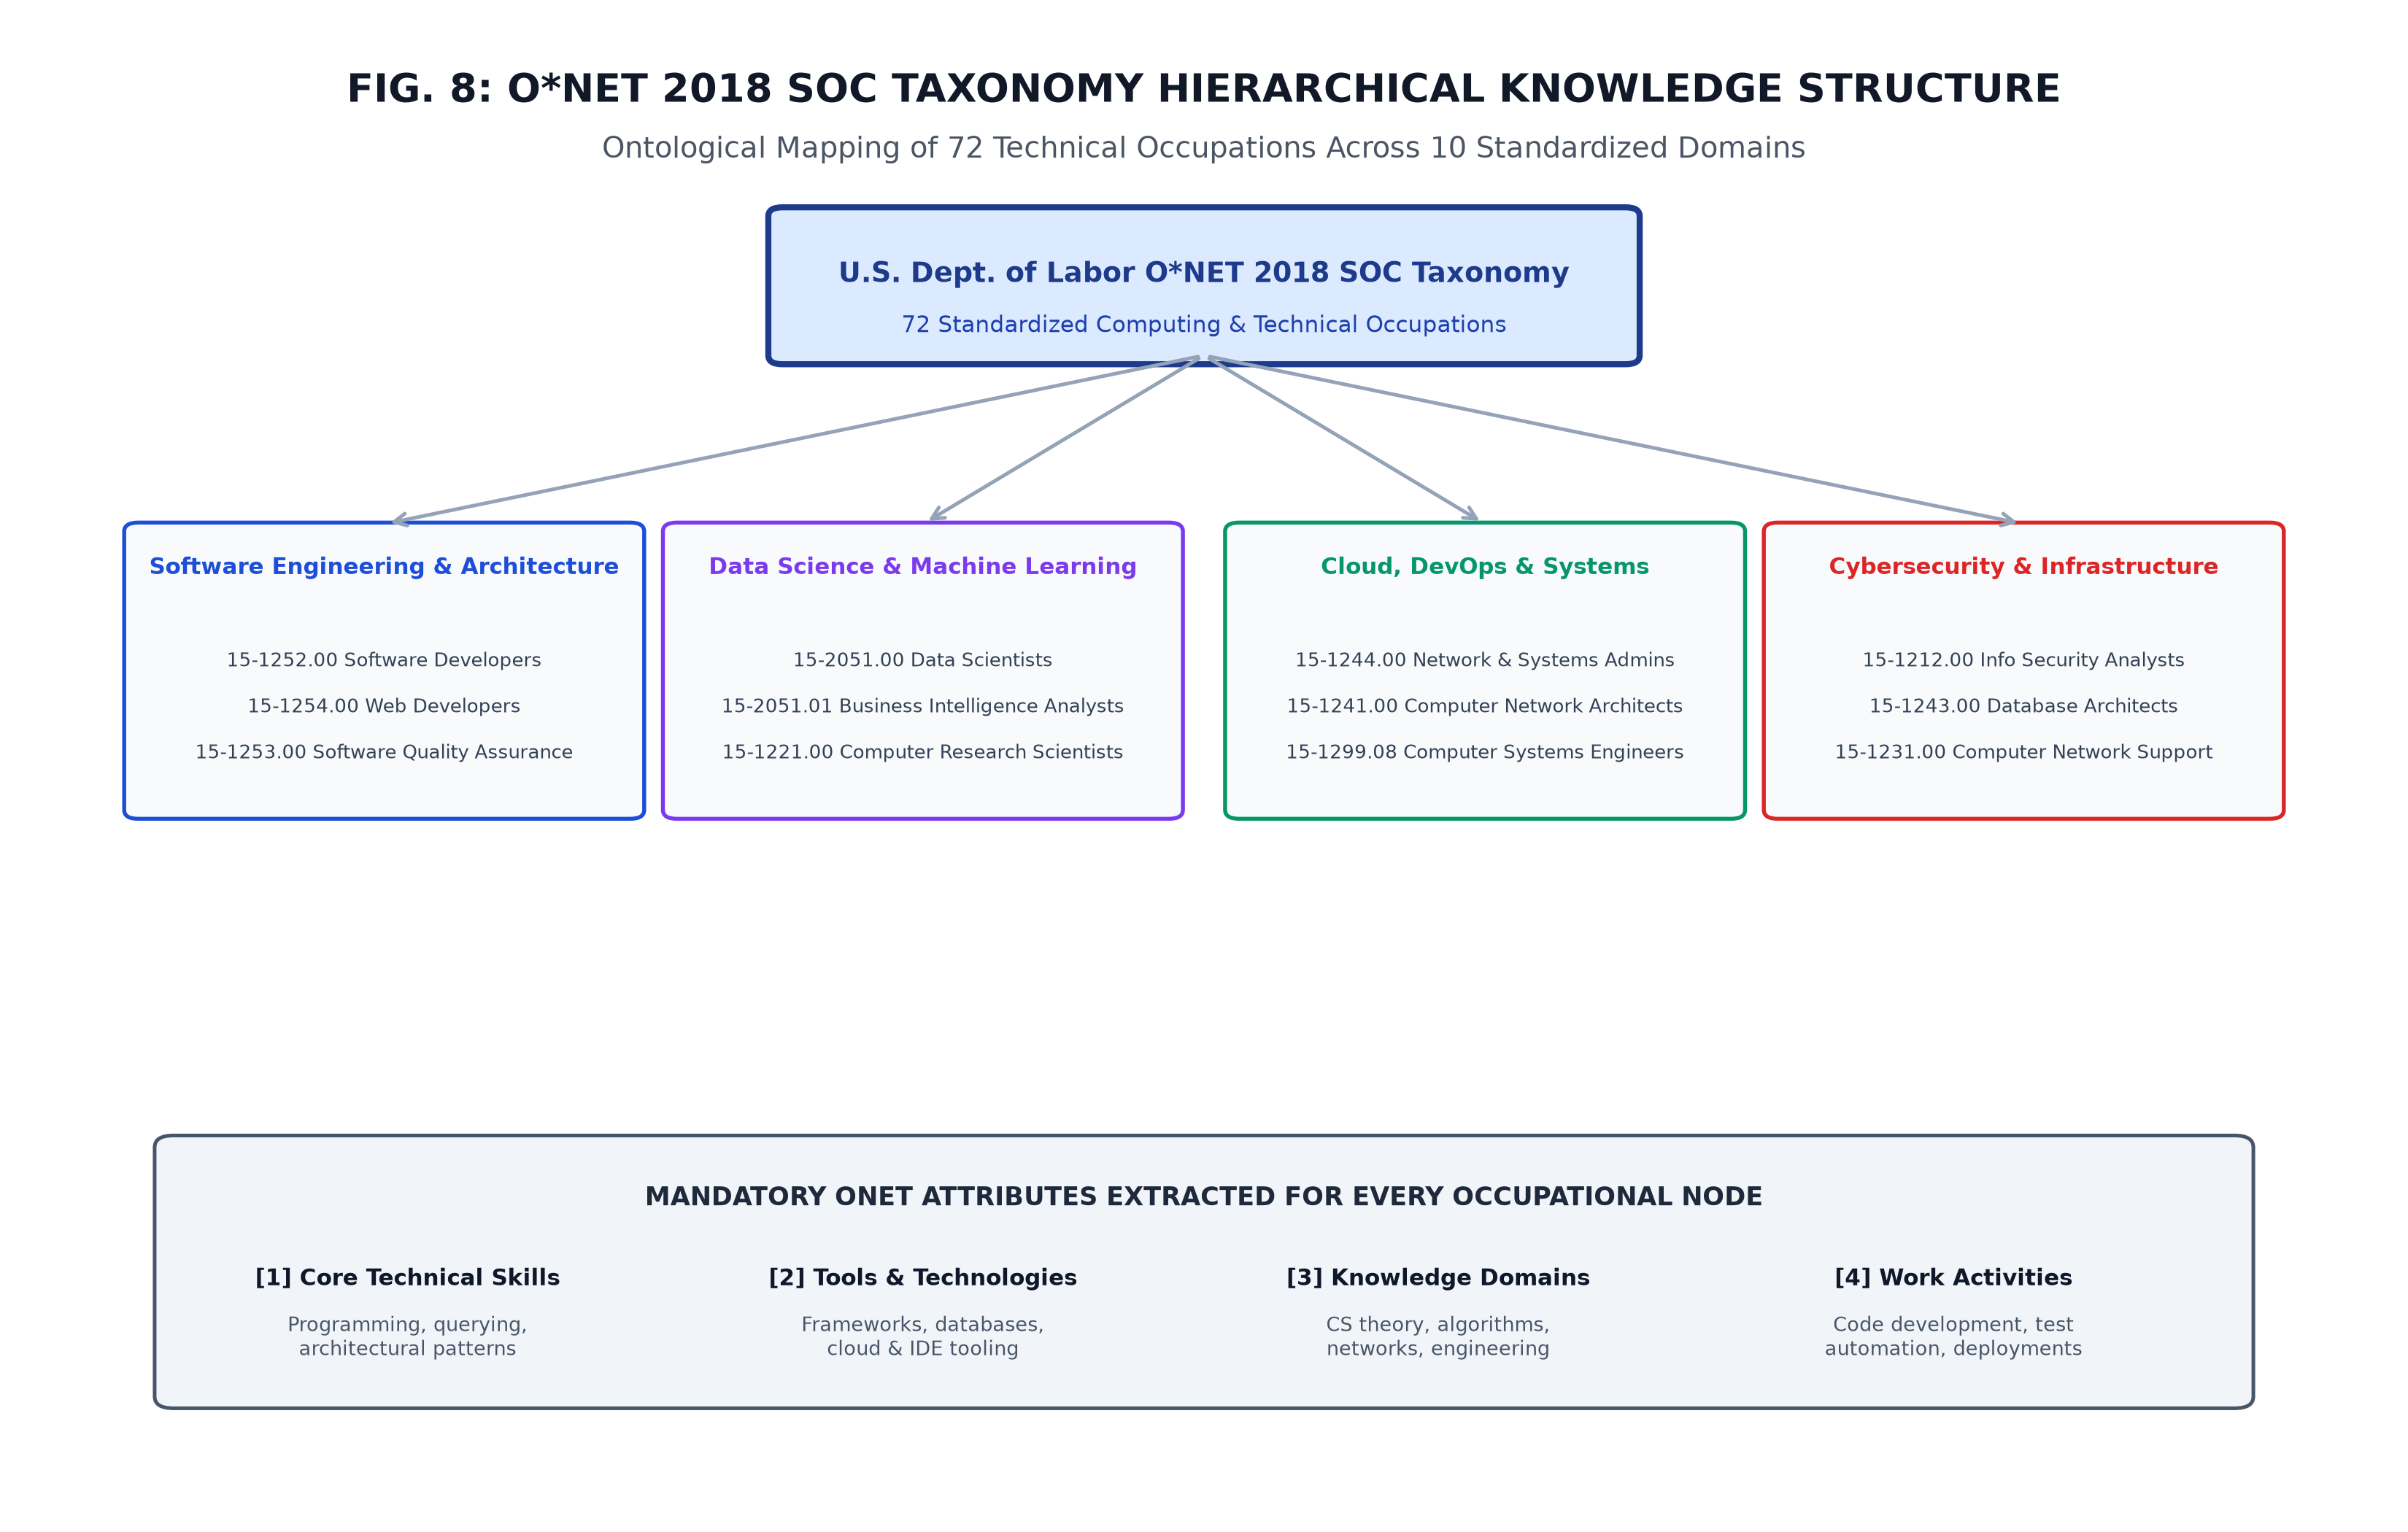 FIG. 8: O*NET 2018 SOC TAXONOMY HIERARCHICAL KNOWLEDGE STRUCTURE
Ontological Mapping of 72 Technical Occupations Across 10 Standardized Domains
U.S. Dept. of Labor O*NET 2018 SOC Taxonomy
72 Standardized Computing & Technical Occupations
Software Engineering & Architecture
15-1252.00 Software Developers
15-1254.00 Web Developers
15-1253.00 Software Quality Assurance
Data Science & Machine Learning
15-2051.00 Data Scientists
15-2051.01 Business Intelligence Analysts
15-1221.00 Computer Research Scientists
Cloud, DevOps & Systems
15-1244.00 Network & Systems Admins
15-1241.00 Computer Network Architects
15-1299.08 Computer Systems Engineers
Cybersecurity & Infrastructure
15-1212.00 Info Security Analysts
15-1243.00 Database Architects
15-1231.00 Computer Network Support
MANDATORY ONET ATTRIBUTES EXTRACTED FOR EVERY OCCUPATIONAL NODE
[1] Core Technical Skills
Programming, querying,
architectural patterns
[2] Tools & Technologies
Frameworks, databases,
cloud & IDE tooling
[3] Knowledge Domains
CS theory, algorithms,
networks, engineering
[4] Work Activities
Code development, test
automation, deployments